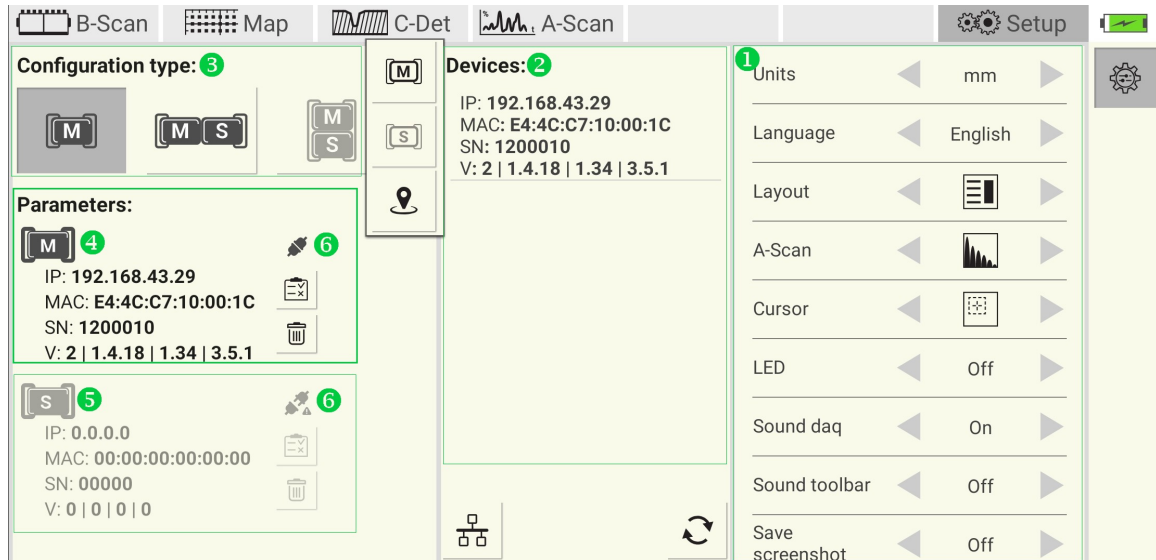 B-Scan
Map
C-Det
A-Scan
Setup
Configuration type: 3
M
M S
M
S
Parameters:
M 4
6
IP: 192.168.43.29
MAC: E4:4C:C7:10:00:1C
SN: 1200010
V: 2 | 1.4.18 | 1.34 | 3.5.1
S 5
6
IP: 0.0.0.0
MAC: 00:00:00:00:00:00
SN: 00000
V: 0 | 0 | 0 | 0
M
S
Devices: 2
IP: 192.168.43.29
MAC: E4:4C:C7:10:00:1C
SN: 1200010
V: 2 | 1.4.18 | 1.34 | 3.5.1
1
Units mm
Language English
Layout
A-Scan
Cursor
LED Off
Sound daq On
Sound toolbar Off
Save
screenshot Off